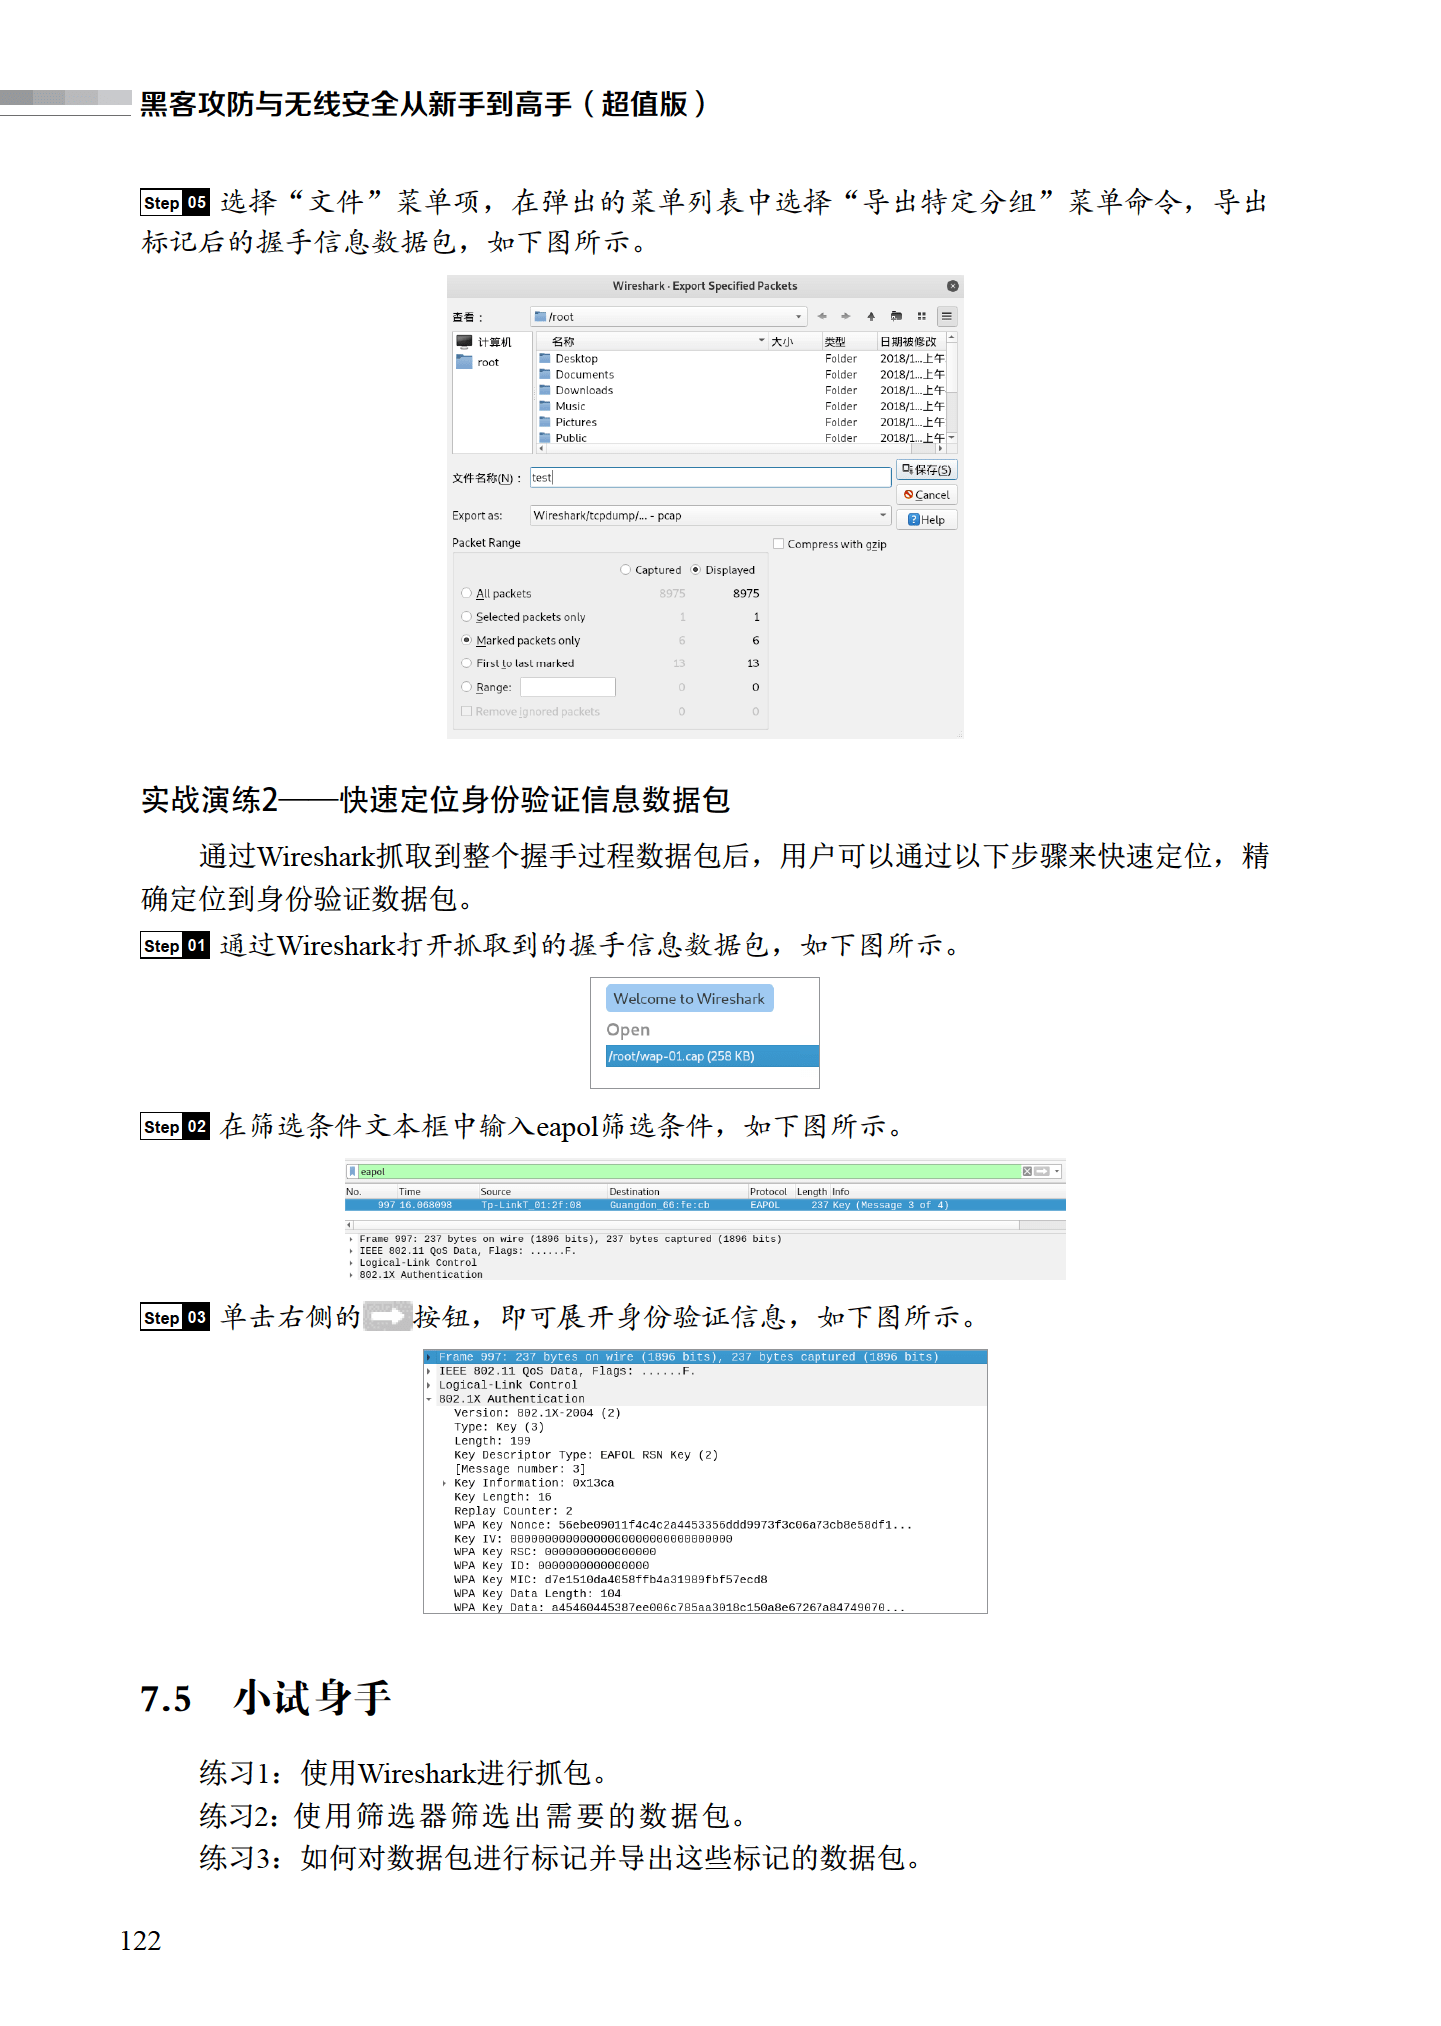 黑客攻防与无线安全从新手到高手（超值版）
Step 05 选择“文件”菜单项，在弹出的菜单列表中选择“导出特定分组”菜单命令，导出
标记后的握手信息数据包，如下图所示。
Wireshark · Export Specified Packets
查看： /root
计算机 名称 大小 类型 日期被修改
root Desktop Folder 2018/1...上午
Documents Folder 2018/1...上午
Downloads Folder 2018/1...上午
Music Folder 2018/1...上午
Pictures Folder 2018/1...上午
Public Folder 2018/1...上午
文件名称(N)： test 保存(S)
Cancel
Export as: Wireshark/tcpdump/... - pcap Help
Packet Range Compress with gzip
Captured Displayed
All packets 8975 8975
Selected packets only 1 1
Marked packets only 6 6
First to last marked 13 13
Range: 0 0
Remove Ignored packets 0 0
实战演练2——快速定位身份验证信息数据包
通过Wireshark抓取到整个握手过程数据包后，用户可以通过以下步骤来快速定位，精
确定位到身份验证数据包。
Step 01 通过Wireshark打开抓取到的握手信息数据包，如下图所示。
Welcome to Wireshark
Open
/root/wap-01.cap (258 KB)
Step 02 在筛选条件文本框中输入eapol筛选条件，如下图所示。
eapol
No. Time Source Destination Protocol Length Info
997 16.068098 Tp-LinkT_01:2f:08 Guangdon_66:fe:cb EAPOL 237 Key (Message 3 of 4)
Frame 997: 237 bytes on wire (1896 bits), 237 bytes captured (1896 bits)
IEEE 802.11 QoS Data, Flags: ......F.
Logical-Link Control
802.1X Authentication
Step 03 单击右侧的按钮，即可展开身份验证信息，如下图所示。
Frame 997: 237 bytes on wire (1896 bits), 237 bytes captured (1896 bits)
IEEE 802.11 QoS Data, Flags: ......F.
Logical-Link Control
802.1X Authentication
Version: 802.1X-2004 (2)
Type: Key (3)
Length: 199
Key Descriptor Type: EAPOL RSN Key (2)
[Message number: 3]
Key Information: 0x13ca
Key Length: 16
Replay Counter: 2
WPA Key Nonce: 56ebe09011f4c4c2a4453356ddd9973f3c06a73cb8e58df1...
Key IV: 00000000000000000000000000000000
WPA Key RSC: 0000000000000000
WPA Key ID: 0000000000000000
WPA Key MIC: d7e1510da4058ffb4a31989fbf57ecd8
WPA Key Data Length: 104
WPA Key Data: a45460445387ee006c785aa3018c150a8e67267a84749070...
7.5 小试身手
练习1：使用Wireshark进行抓包。
练习2：使用筛选器筛选出需要的数据包。
练习3：如何对数据包进行标记并导出这些标记的数据包。
122